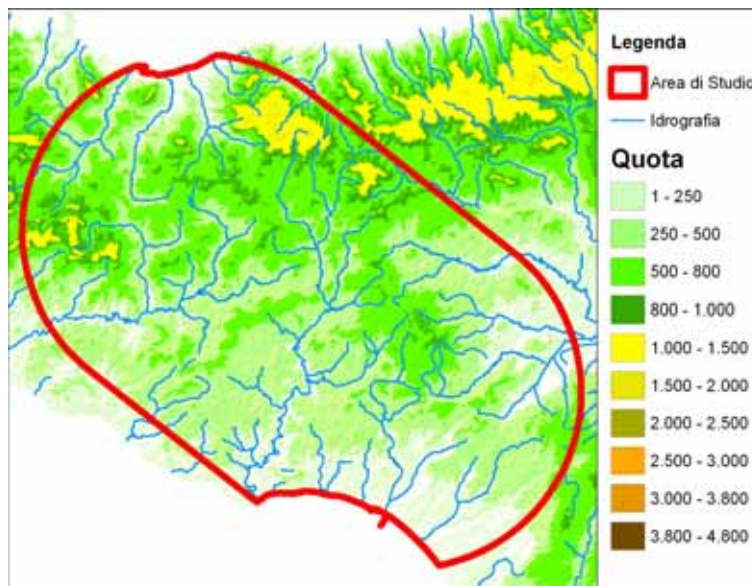 Legenda
Area di Studio
Idrografia
Quota
1 - 250
250 - 500
500 - 800
800 - 1.000
1.000 - 1.500
1.500 - 2.000
2.000 - 2.500
2.500 - 3.000
3.000 - 3.800
3.800 - 4.800